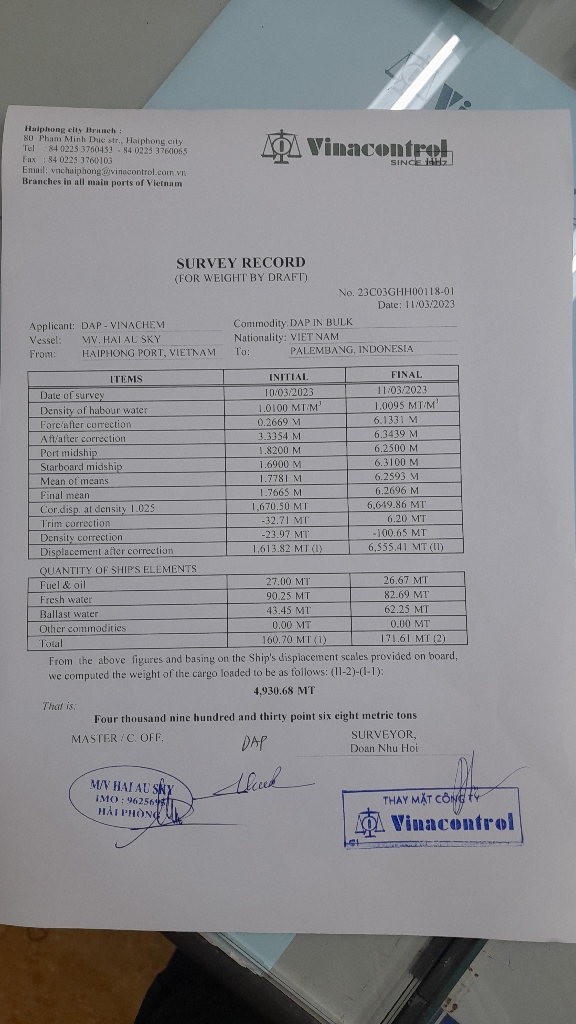 Haiphong city Branch :
80 Pham Minh Duc str., Haiphong city
Tel : 84 0225 3760453 - 84 0225 3760065
Fax : 84 0225 3760103
Email: vnchaiphong@vinacontrol.com.vn
Branches in all main ports of Vietnam
Vinacontrol
SINCE 1957
SURVEY RECORD
(FOR WEIGHT BY DRAFT)
No. 23C03GHH00118-01
Date: 11/03/2023
Applicant: DAP - VINACHEM Commodity: DAP IN BULK
Vessel: MV. HAI AU SKY Nationality: VIET NAM
From: HAIPHONG PORT, VIETNAM To: PALEMBANG, INDONESIA
ITEMS INITIAL FINAL
Date of survey 10/03/2023 11/03/2023
Density of habour water 1.0100 MT/M³ 1.0095 MT/M³
Fore/after correction 0.2669 M 6.1331 M
Aft/after correction 3.3354 M 6.3439 M
Port midship 1.8200 M 6.2500 M
Starboard midship 1.6900 M 6.3100 M
Mean of means 1.7781 M 6.2593 M
Final mean 1.7665 M 6.2696 M
Cor.disp. at density 1.025 1,670.50 MT 6,649.86 MT
Trim correction -32.71 MT 6.20 MT
Density correction -23.97 MT -100.65 MT
Displacement after correction 1,613.82 MT (I) 6,555.41 MT (II)
QUANTITY OF SHIP'S ELEMENTS
Fuel & oil 27.00 MT 26.67 MT
Fresh water 90.25 MT 82.69 MT
Ballast water 43.45 MT 62.25 MT
Other commodities 0.00 MT 0.00 MT
Total 160.70 MT (1) 171.61 MT (2)
From the above figures and basing on the Ship's displacement scales provided on board,
we computed the weight of the cargo loaded to be as follows: (II-2)-(I-1):
4,930.68 MT
That is:
Four thousand nine hundred and thirty point six eight metric tons
MASTER / C. OFF, DAP SURVEYOR,
Doan Nhu Hoi
M/V HAI AU SKY
IMO : 96256
HẢI PHÒNG
THAY MẶT CÔNG TY
Vinacontrol